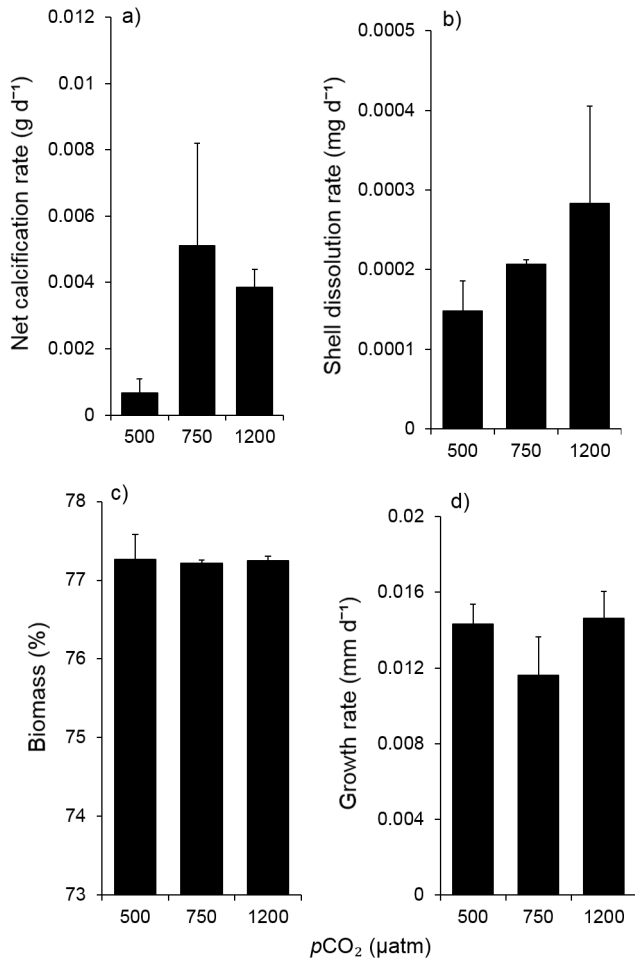 a)
Net calcification rate (g d⁻¹)
0.012
0.01
0.008
0.006
0.004
0.002
0
500 750 1200
b)
Shell dissolution rate (mg d⁻¹)
0.0005
0.0004
0.0003
0.0002
0.0001
0
500 750 1200
c)
Biomass (%)
78
77
76
75
74
73
500 750 1200
d)
Growth rate (mm d⁻¹)
0.02
0.016
0.012
0.008
0.004
0
500 750 1200
pCO₂ (µatm)